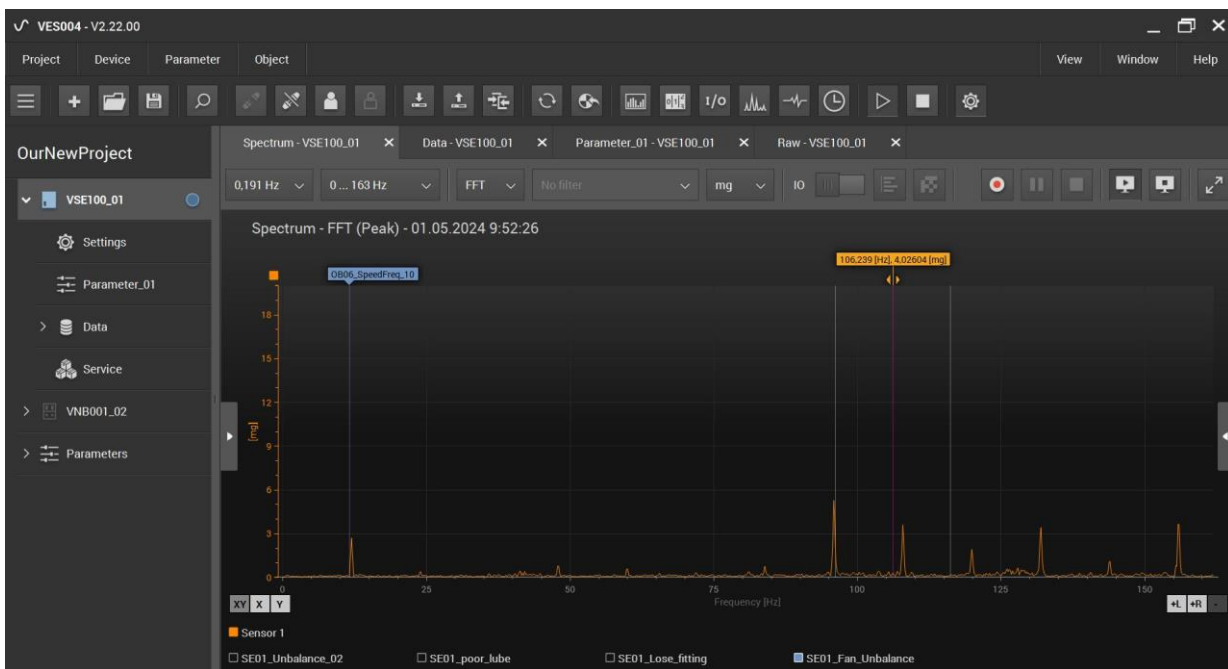 VES004 - V2.22.00
Project Device Parameter Object View Window Help
I/O
OurNewProject
Spectrum - VSE100_01 Data - VSE100_01 Parameter_01 - VSE100_01 Raw - VSE100_01
0,191 Hz 0 ... 163 Hz FFT No filter mg IO
VSE100_01
Settings
Parameter_01
Data
Service
VNB001_02
Parameters
Spectrum - FFT (Peak) - 01.05.2024 9:52:26
106,239 [Hz], 4,02604 [mg]
OB06_SpeedFreq_10
18
15
12
[mg]
9
6
3
0
0 25 50 75 100 125 150
XY X Y Frequency [Hz] +L +R -
Sensor 1
SE01_Unbalance_02 SE01_poor_lube SE01_Lose_fitting SE01_Fan_Unbalance